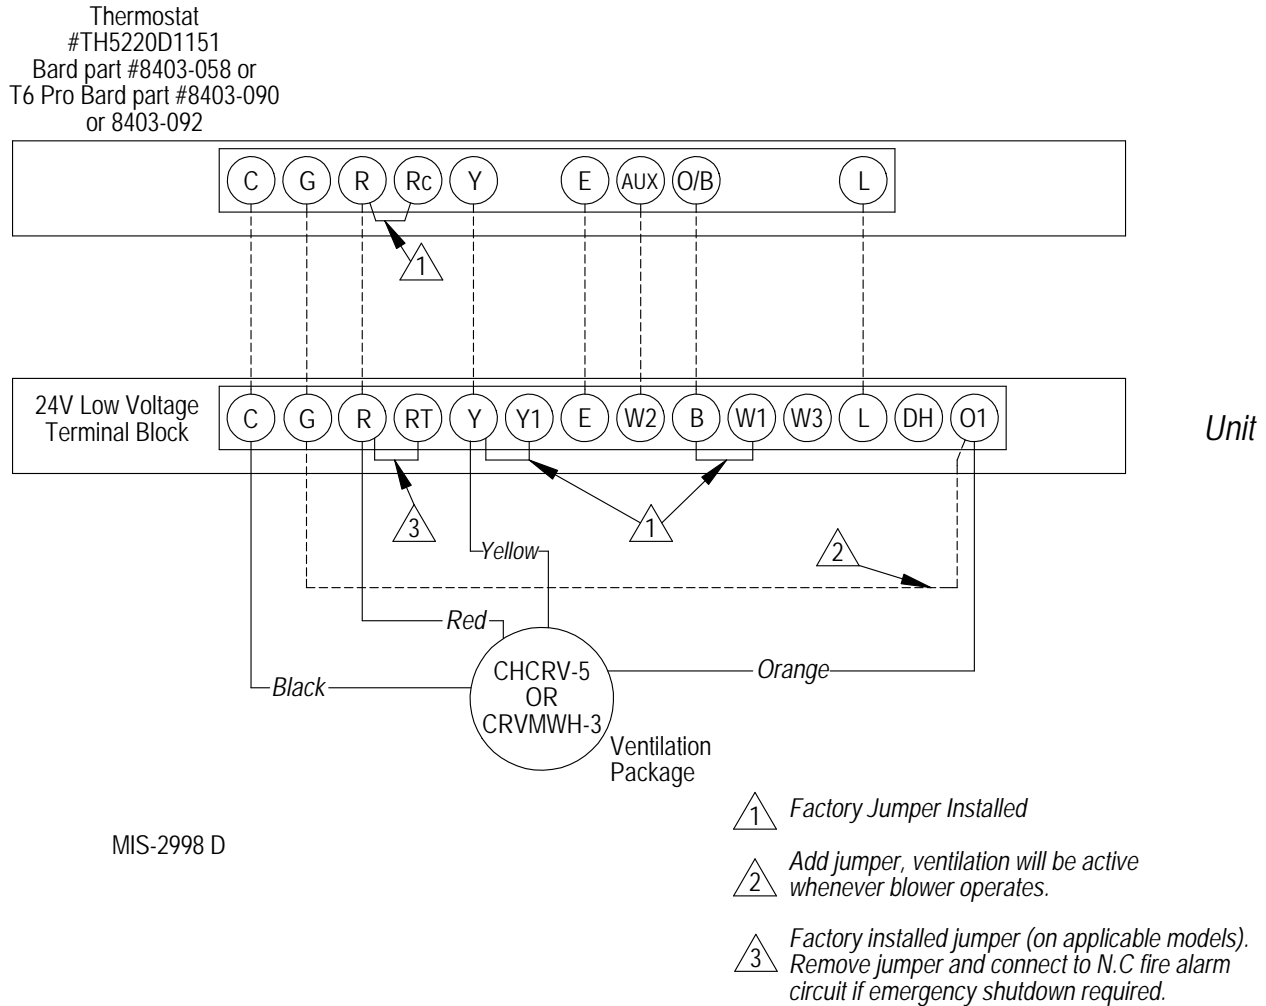 Thermostat
#TH5220D1151
Bard part #8403-058 or
T6 Pro Bard part #8403-090
or 8403-092
C G R Rc Y E AUX O/B L
1
24V Low Voltage
Terminal Block
C G R RT Y Y1 E W2 B W1 W3 L DH O1
Unit
3
1
2
Yellow
Red
Black
Orange
CHCRV-5
OR
CRVMWH-3
Ventilation
Package
MIS-2998 D
1 Factory Jumper Installed
2 Add jumper, ventilation will be active
whenever blower operates.
3 Factory installed jumper (on applicable models).
Remove jumper and connect to N.C fire alarm
circuit if emergency shutdown required.